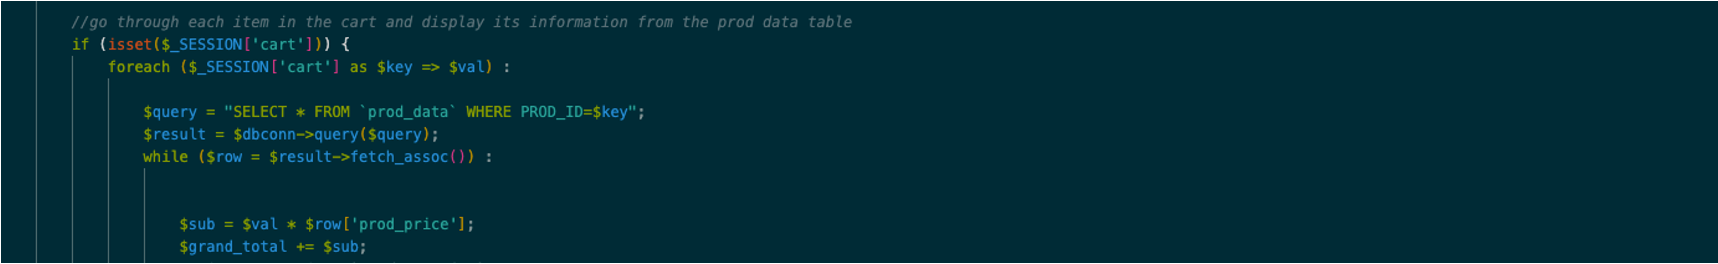 //go through each item in the cart and display its information from the prod data table
if (isset($_SESSION['cart'])) {
foreach ($_SESSION['cart'] as $key => $val) :
$query = "SELECT * FROM `prod_data` WHERE PROD_ID=$key";
$result = $dbconn->query($query);
while ($row = $result->fetch_assoc()) :
$sub = $val * $row['prod_price'];
$grand_total += $sub;